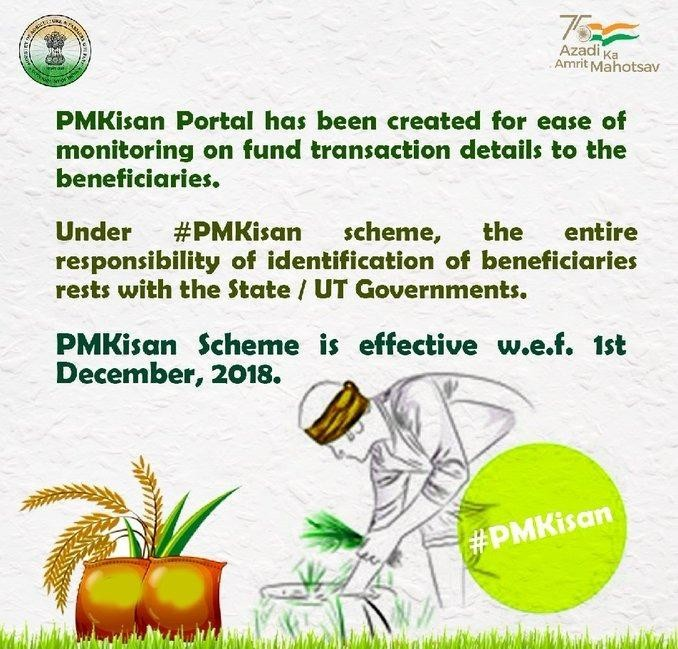 75
Azadi Ka
Amrit Mahotsav
PMKisan Portal has been created for ease of
monitoring on fund transaction details to the
beneficiaries.
Under #PMKisan scheme, the entire
responsibility of identification of beneficiaries
rests with the State / UT Governments.
PMKisan Scheme is effective w.e.f. 1st
December, 2018.
#PMKisan